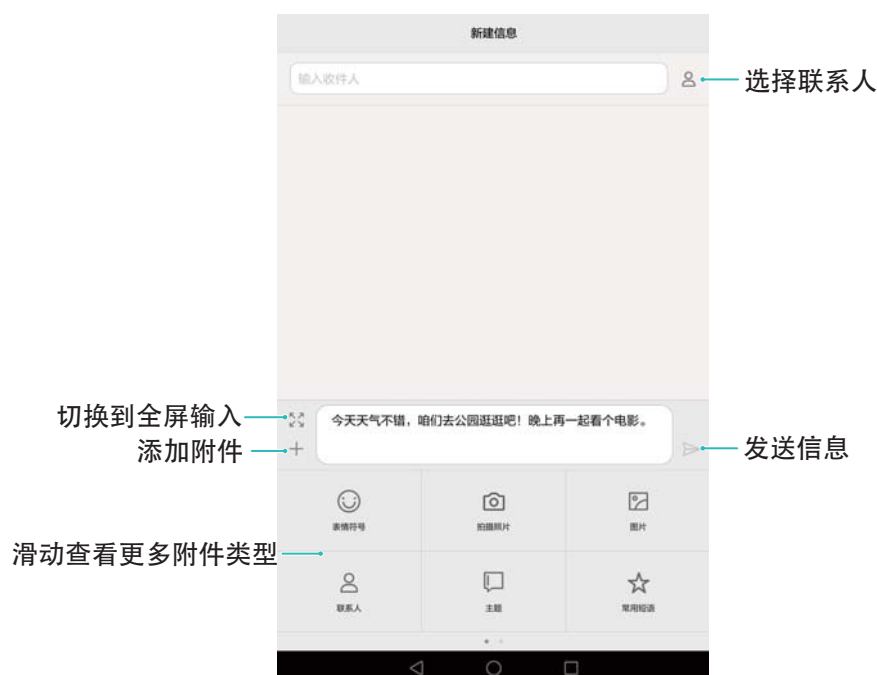 新建信息
输入收件人
选择联系人
切换到全屏输入
今天天气不错，咱们去公园逛逛吧！晚上再一起看个电影。
添加附件
发送信息
表情符号
拍摄照片
图片
滑动查看更多附件类型
联系人
主题
常用短语